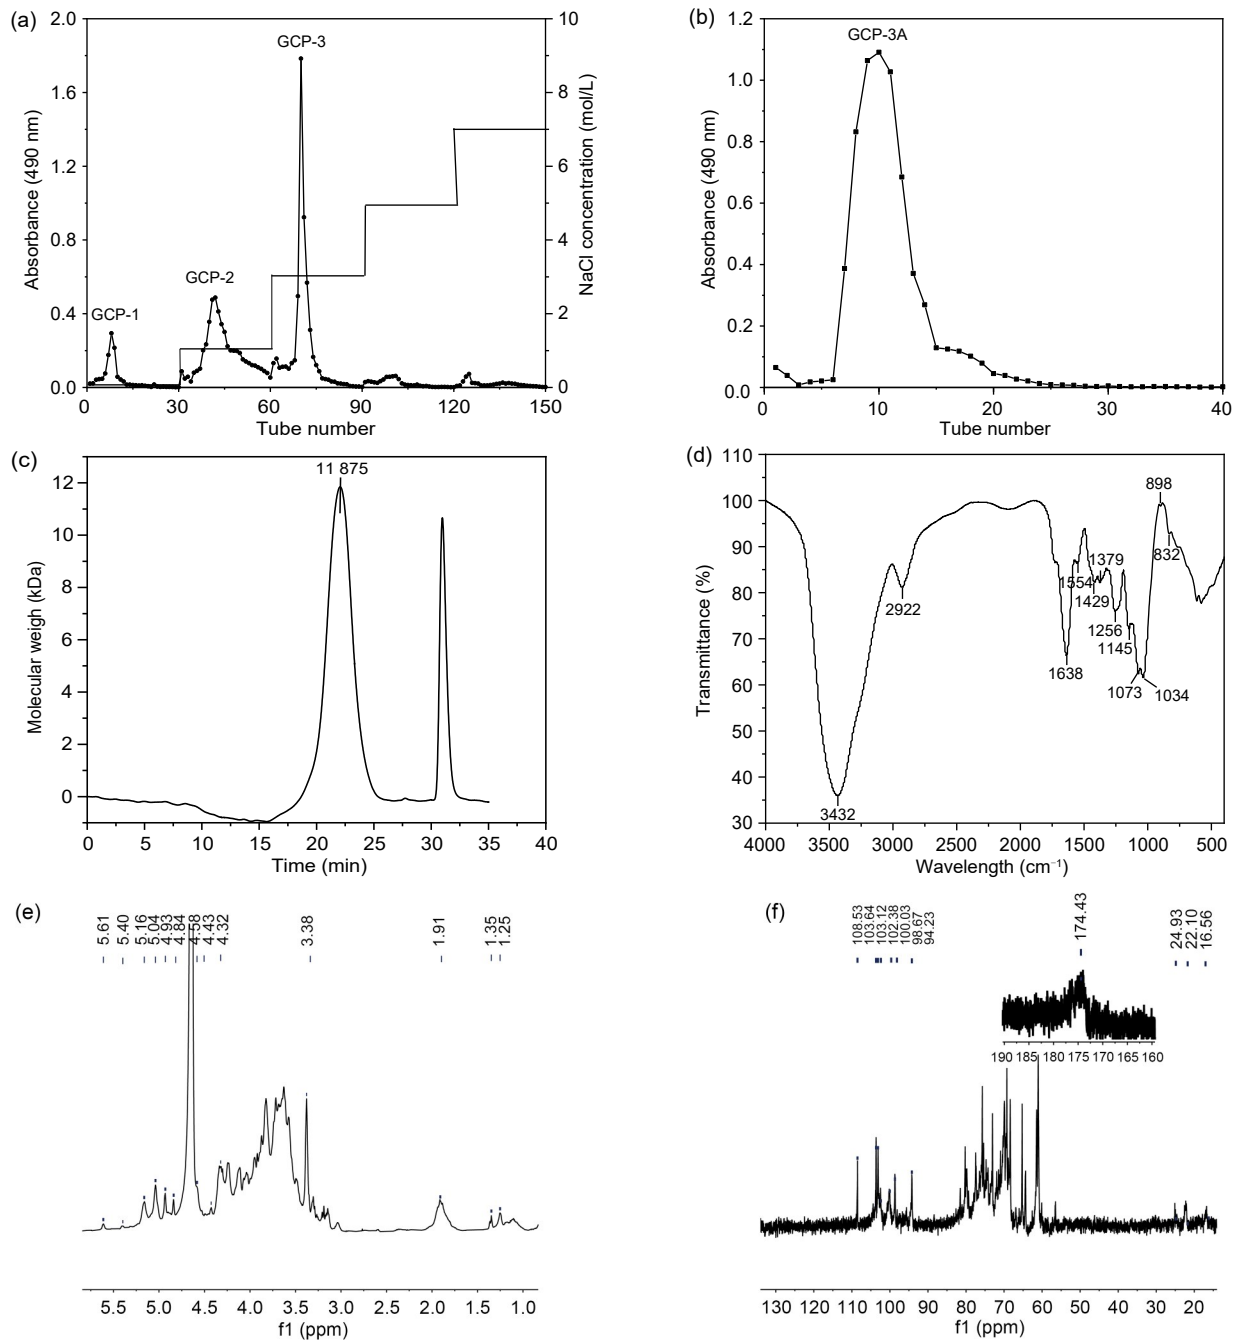 (a)
2.0
1.6
1.2
0.8
0.4
0.0
Absorbance (490 nm)
10
8
6
4
2
0
NaCl concentration (mol/L)
GCP-1
GCP-2
GCP-3
0 30 60 90 120 150
Tube number
(b)
1.2
1.0
0.8
0.6
0.4
0.2
0.0
Absorbance (490 nm)
GCP-3A
0 10 20 30 40
Tube number
(c)
12
10
8
6
4
2
0
Molecular weigh (kDa)
11 875
0 5 10 15 20 25 30 35 40
Time (min)
(d)
110
100
90
80
70
60
50
40
30
Transmittance (%)
3432
2922
1638
1554
1429
1379
1256
1145
1073
1034
898
832
4000 3500 3000 2500 2000 1500 1000 500
Wavelength (cm⁻¹)
(e)
5.61
5.40
5.16
5.04
4.93
4.84
4.58
4.43
4.32
3.38
1.91
1.35
1.25
5.5 5.0 4.5 4.0 3.5 3.0 2.5 2.0 1.5 1.0
f1 (ppm)
(f)
108.53
103.64
103.12
102.38
100.03
98.67
94.23
174.43
24.93
22.10
16.56
190 185 180 175 170 165 160
130 120 110 100 90 80 70 60 50 40 30 20
f1 (ppm)